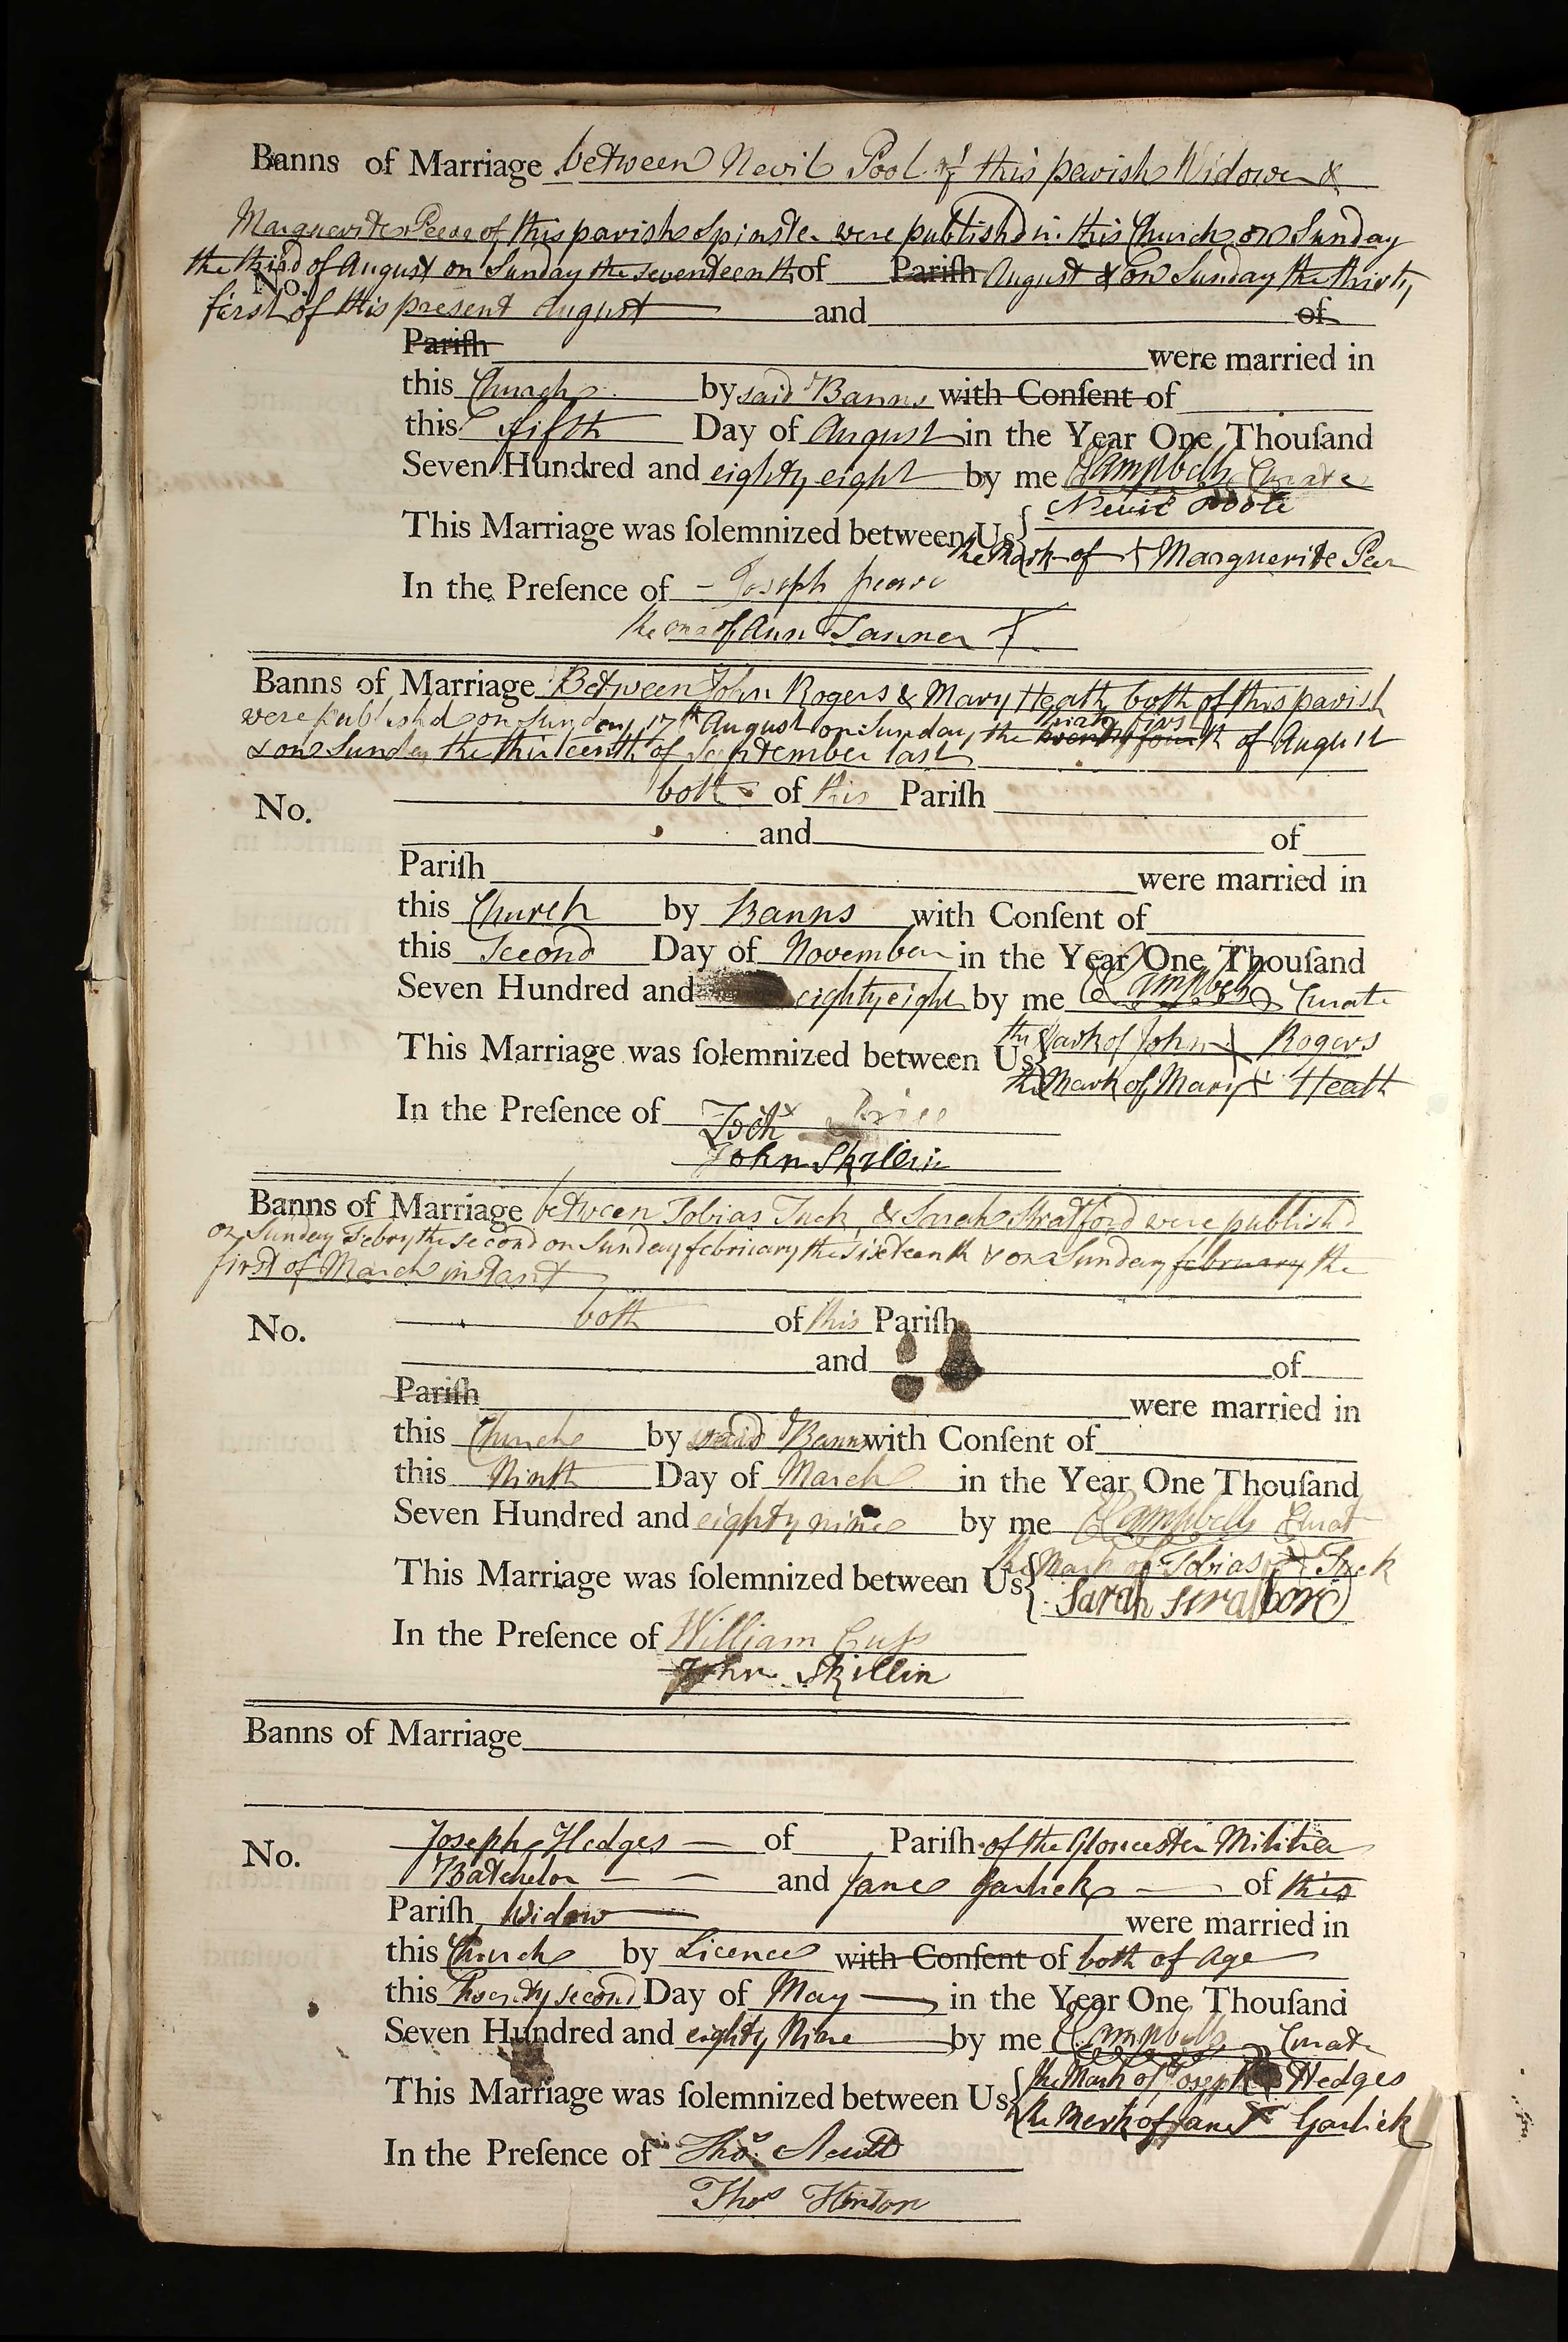 Banns of Marriage between Nevil Pool of this parish Widower &
Marguerite Peere of this parish Spinster were publishd in this Church on Sunday
the third of August on Sunday the seventeenth of Pariſh August & on Sunday the thirty
No.
first of this present August and of
Pariſh were married in
this Church by said Banns with Conſent of
this fifth Day of August in the Year One Thouſand
Seven Hundred and eighty eight by me Campbell Curate
This Marriage was ſolemnized between Us Nevil Poole
the Mark of X Marguerite Peer
In the Preſence of Joseph
the of Ann Tanner X
Banns of Marriage Between John Rogers & Mary Heath both of this parish
were publishd on Sunday 17th August on Sunday the twenty fourth thirty first of August
& on Sunday the thirteenth of September last
both of this Pariſh
No.
and of
Pariſh were married in
this Church by Banns with Conſent of
this Second Day of November in the Year One Thouſand
Seven Hundred and eighty eight by me Campbell Curate
This Marriage was ſolemnized between Us the Mark of John X Rogers
the Mark of Mary X Heath
In the Preſence of
John Skillin
Banns of Marriage between Tobias Tuck & Sarah Stratford were publishd
on Sunday Febry the second on Sunday february the sixteenth & on Sunday february the
first of March instant
No. both of this Pariſh
and of
Pariſh were married in
this Church by said Banns with Conſent of
this Ninth Day of March in the Year One Thouſand
Seven Hundred and eighty nine by me Campbell Curat
This Marriage was ſolemnized between Us the Mark of Tobias X Tuck
Sarah
In the Preſence of William Cuss
John Skillin
Banns of Marriage
No. Joseph Hedges of Pariſh of the Gloucester Militia
Batchelor and Jane Garlick of this
Pariſh Widow were married in
this Church by Licence with Conſent of both of Age
this Twenty second Day of May in the Year One Thouſand
Seven Hundred and eighty Nine by me Campbell Curate
This Marriage was ſolemnized between Us the Mark of Joseph Hedges
the Mark of Jane X Garlick
In the Preſence of Thos.
Thos Hinton